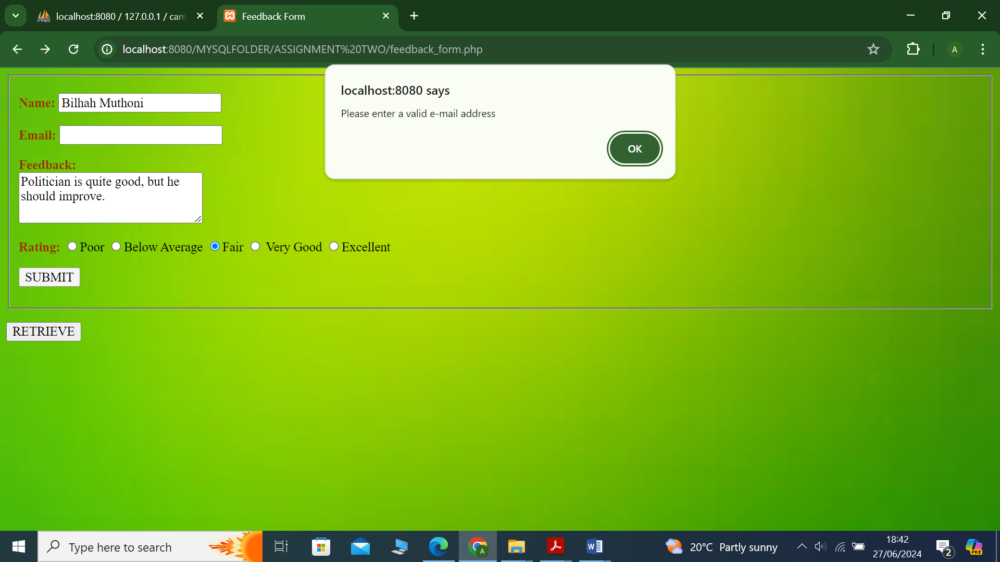 localhost:8080 / 127.0.0.1 / cam
Feedback Form
localhost:8080/MYSQLFOLDER/ASSIGNMENT%20TWO/feedback_form.php
A
localhost:8080 says
Please enter a valid e-mail address
OK
Name: Bilhah Muthoni
Email:
Feedback:
Politician is quite good, but he
should improve.
Rating: Poor Below Average Fair Very Good Excellent
SUBMIT
RETRIEVE
Type here to search
A
20°C Partly sunny
18:42
27/06/2024
2
PRE